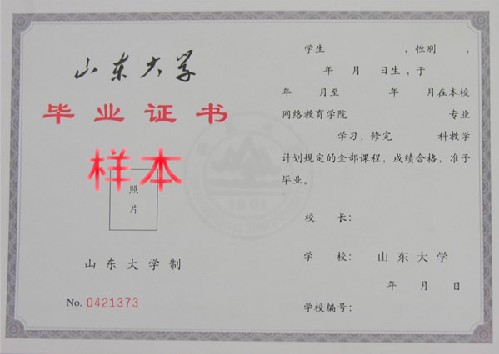 山东大学
毕业证书
样本
照
片
山东大学制
No. 0421373
学生 ,性别 ,
年 月 日生,于
年 月至 年 月在本校
网络教育学院 专业
学习,修完 科教学
计划规定的全部课程,成绩合格,准予
毕业。
校 长:
学 校: 山东大学
年 月 日
学校编号: